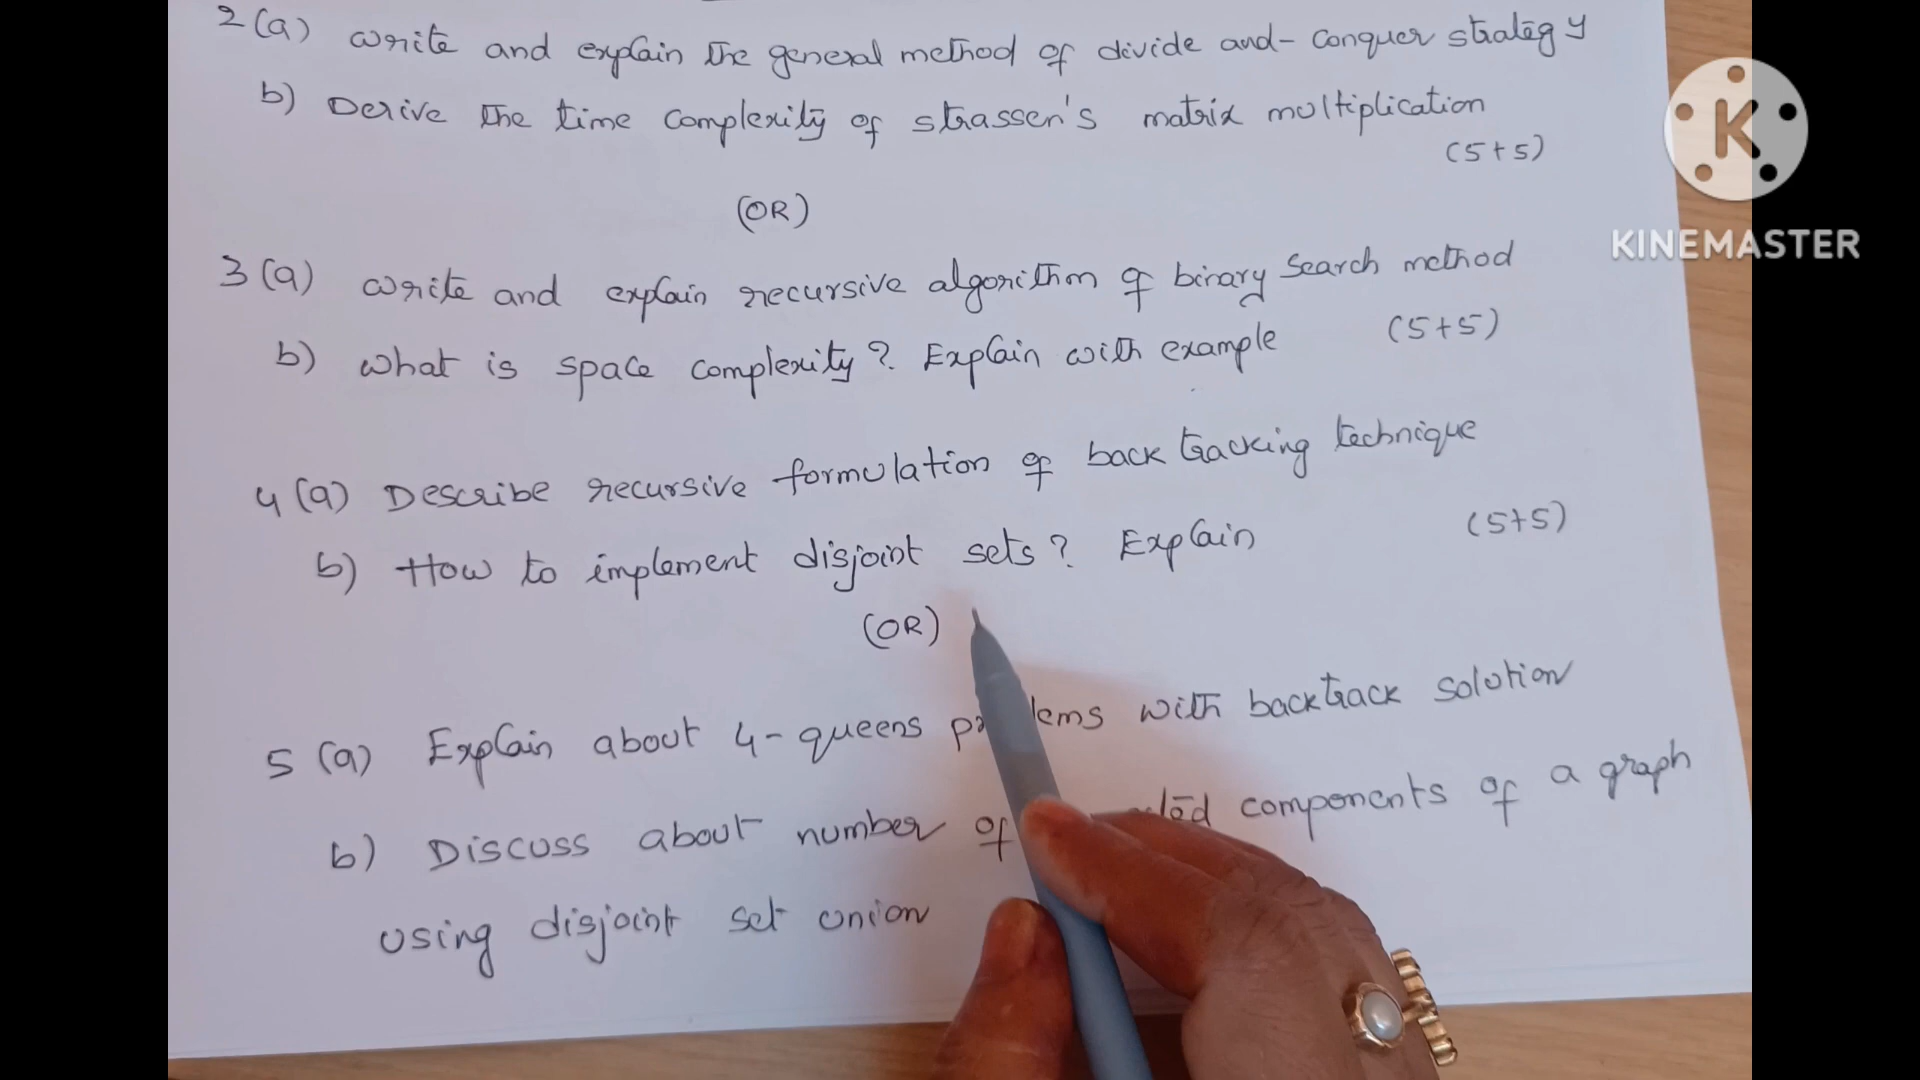 2(a) write and explain the general method of divide and-conquer strategy
b) Derive the time complexity of strassen's matrix multiplication
(5+5)
(OR)
3(a) write and explain recursive algorithm of binary search method
b) what is space complexity? Explain with example (5+5)
4(a) Describe recursive formulation of back tracking technique
b) How to implement disjoint sets? Explain (5+5)
(OR)
5(a) Explain about 4-queens with backtrack solution
b) Discuss about number of components of a graph
using disjoint set union
K
KINEMASTER